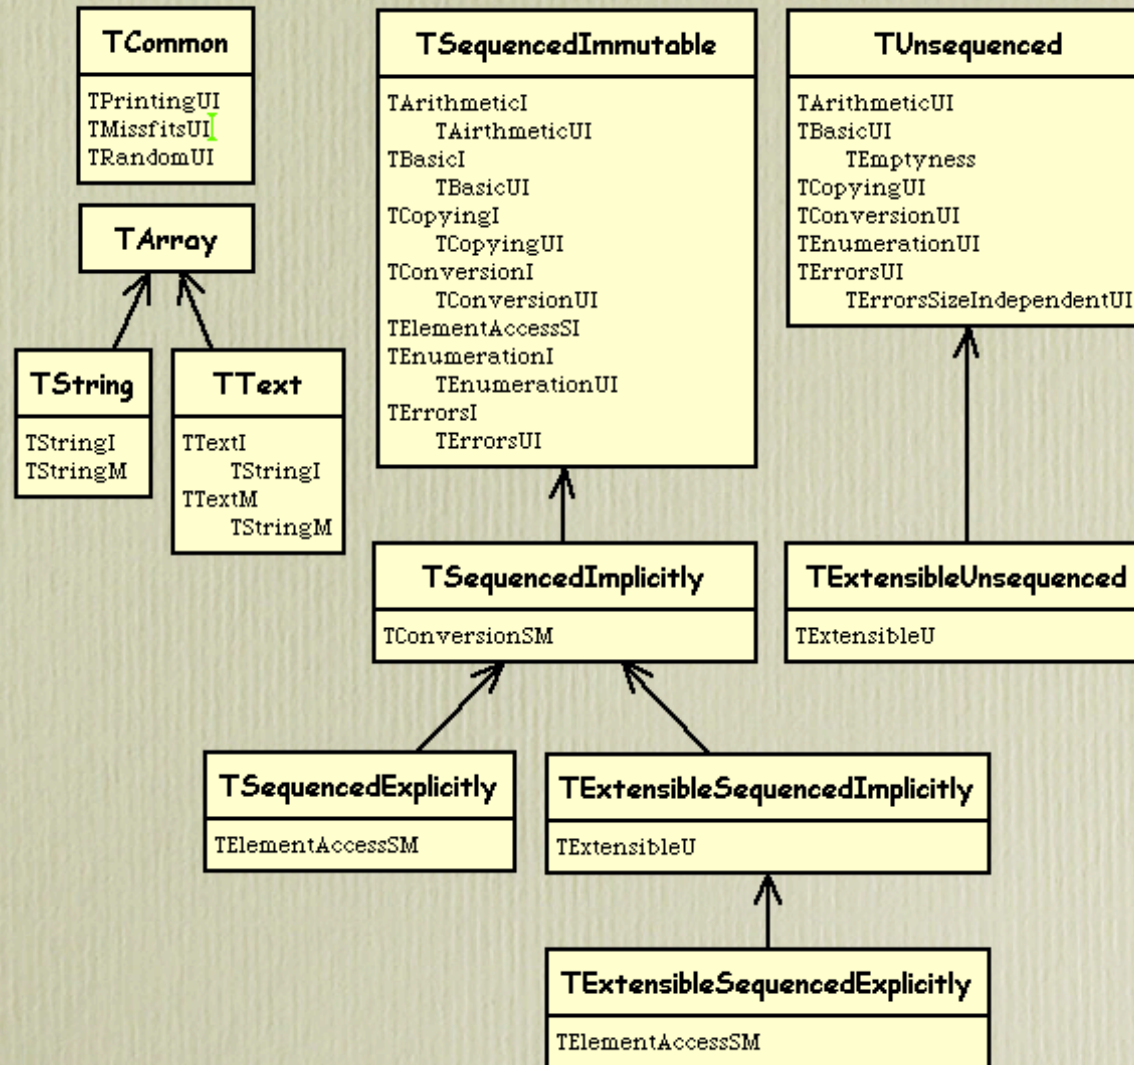 TCommon
TPrintingUI
TMissfitsUI
TRandomUI
TArray
TString
TStringI
TStringM
TText
TTextI
TStringI
TTextM
TStringM
TSequencedImmutable
TArithmeticI
TAirthmeticUI
TBasicI
TBasicUI
TCopyingI
TCopyingUI
TConversionI
TConversionUI
TElementAccessSI
TEnumerationI
TEnumerationUI
TErrorsI
TErrorsUI
TUnsequenced
TArithmeticUI
TBasicUI
TEmptyness
TCopyingUI
TConversionUI
TEnumerationUI
TErrorsUI
TErrorsSizeIndependentUI
TSequencedImplicitly
TConversionSM
TExtensibleUnsequenced
TExtensibleU
TSequencedExplicitly
TElementAccessSM
TExtensibleSequencedImplicitly
TExtensibleU
TExtensibleSequencedExplicitly
TElementAccessSM